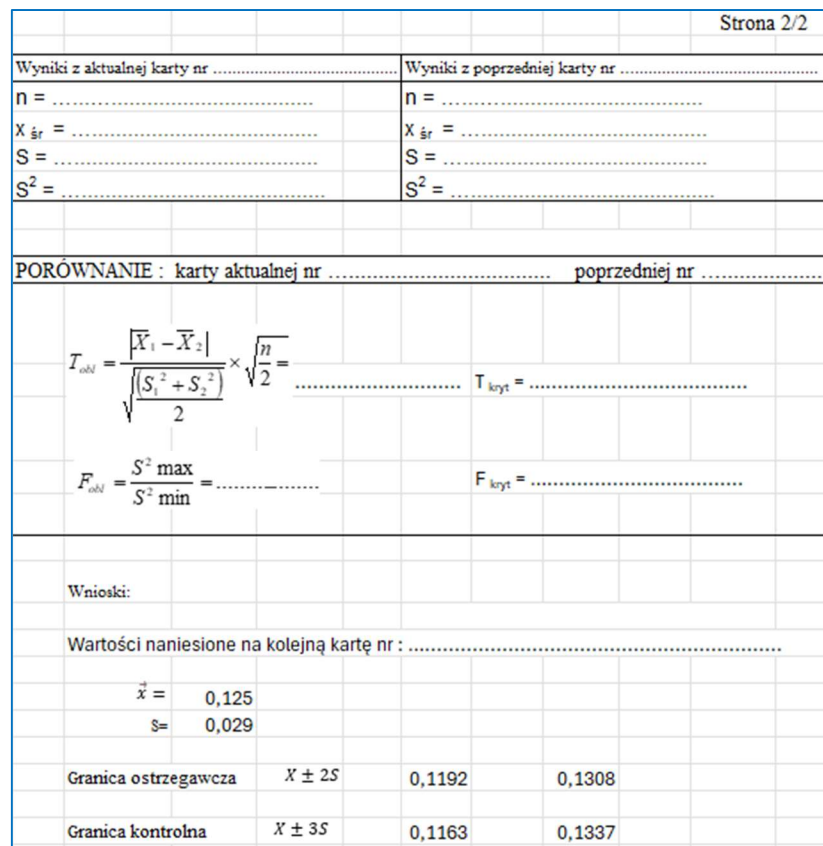 Strona 2/2
Wyniki z aktualnej karty nr ................................................ Wyniki z poprzedniej karty nr ....................................................
n = ............................................. n = .............................................
x śr = .......................................... x śr = ..........................................
S = ............................................. S = .............................................
S² = ............................................. S² = .............................................
PORÓWNANIE : karty aktualnej nr ....................................... poprzedniej nr .....................
T obl = |X̅₁ − X̅₂| / √((S₁² + S₂²) / 2) × √(n/2) = ............................. T kryt = .......................................
F obl = S² max / S² min = ................... F kryt = .....................................
Wnioski:
Wartości naniesione na kolejną kartę nr : ..................................................................
x⃗ = 0,125
S= 0,029
Granica ostrzegawcza X ± 2S 0,1192 0,1308
Granica kontrolna X ± 3S 0,1163 0,1337